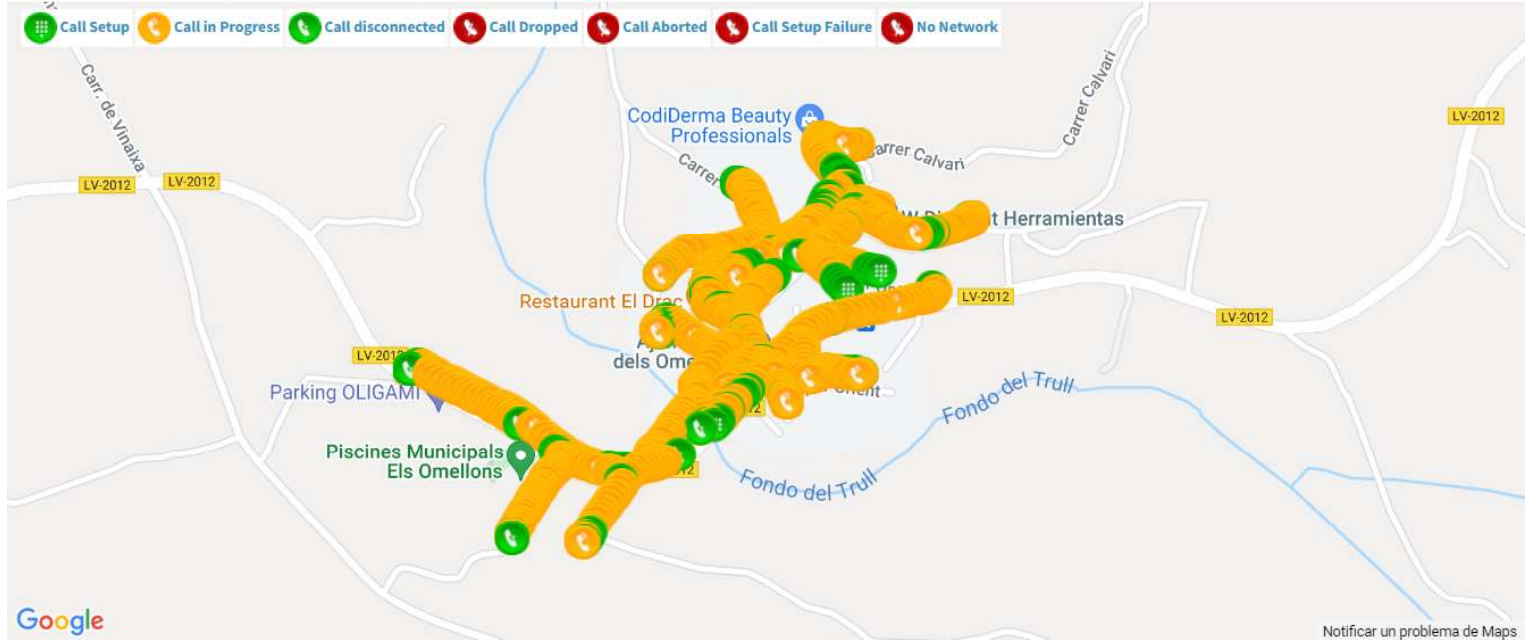 Call Setup
Call in Progress
Call disconnected
Call Dropped
Call Aborted
Call Setup Failure
No Network
Carr. de Vinaixa
CodiDerma Beauty
Professionals
Carrer Calvari
LV-2012
Carrer
Carrer Calvari
LV-2012
LV-2012
t Herramientas
Restaurant El Drac
LV-2012
LV-2012
LV-2012
dels Ome
Parking OLIGAMI
Fondo del Trull
Piscines Municipals
Els Omellons
Fondo del Trull
Google
Notificar un problema de Maps